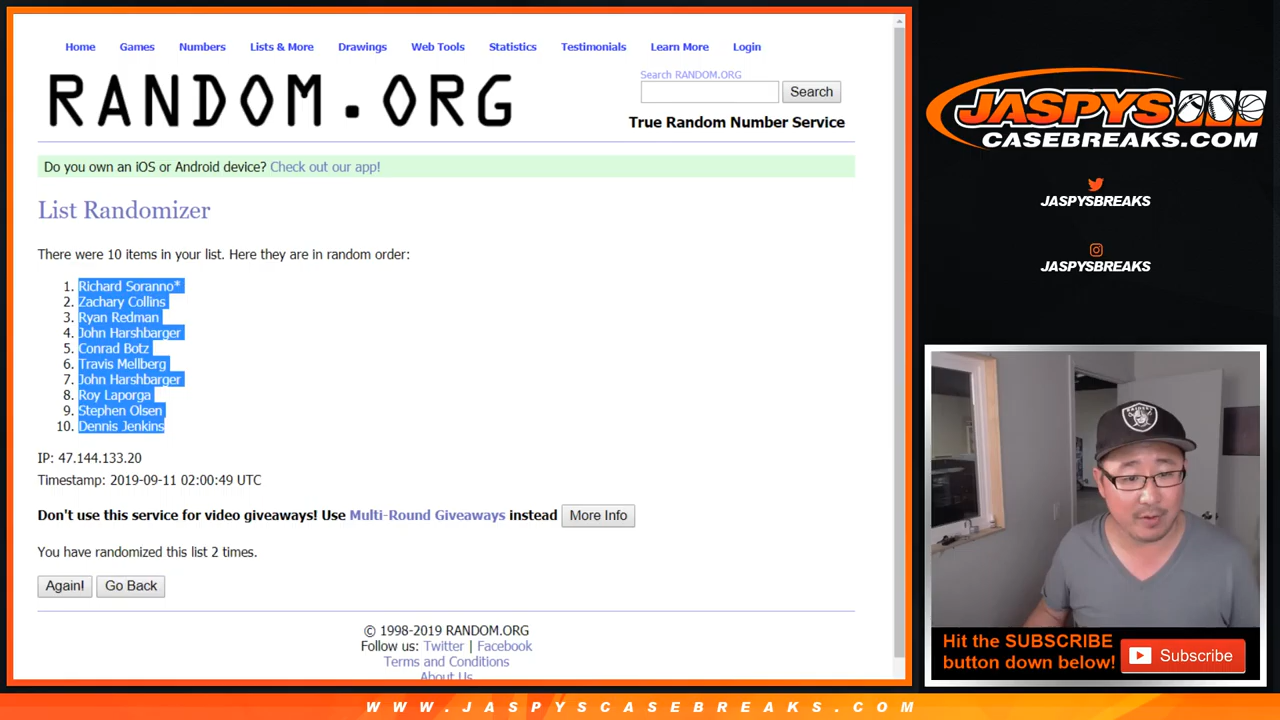 Home Games Numbers Lists & More Drawings Web Tools Statistics Testimonials Learn More Login
RANDOM.ORG
Search RANDOM.ORG
Search
True Random Number Service
Do you own an iOS or Android device? Check out our app!
List Randomizer
There were 10 items in your list. Here they are in random order:
1. Richard Soranno*
2. Zachary Collins
3. Ryan Redman
4. John Harshbarger
5. Conrad Botz
6. Travis Mellberg
7. John Harshbarger
8. Roy Laporga
9. Stephen Olsen
10. Dennis Jenkins
IP: 47.144.133.20
Timestamp: 2019-09-11 02:00:49 UTC
Don't use this service for video giveaways! Use Multi-Round Giveaways instead More Info
You have randomized this list 2 times.
Again! Go Back
© 1998-2019 RANDOM.ORG
Follow us: Twitter | Facebook
Terms and Conditions
About Us
JASPYS
CASEBREAKS.COM
JASPYSBREAKS
JASPYSBREAKS
RAIDERS
Hit the SUBSCRIBE
button down below!
Subscribe
WWW.JASPYSCASEBREAKS.COM